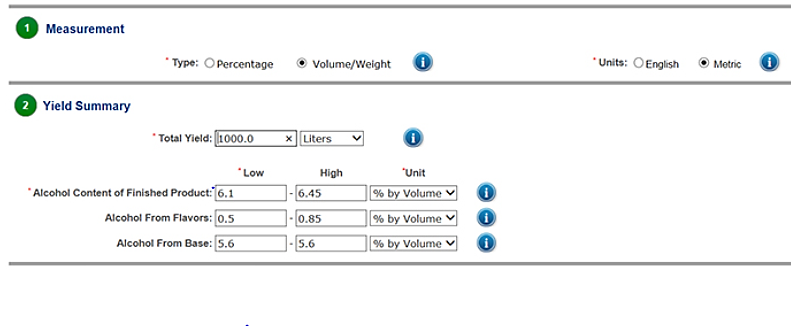 1 Measurement
* Type: Percentage Volume/Weight i * Units: English Metric i
2 Yield Summary
* Total Yield: 1000.0 × Liters i
* Low High *Unit
* Alcohol Content of Finished Product: 6.1 - 6.45 % by Volume i
Alcohol From Flavors: 0.5 - 0.85 % by Volume i
Alcohol From Base: 5.6 - 5.6 % by Volume i